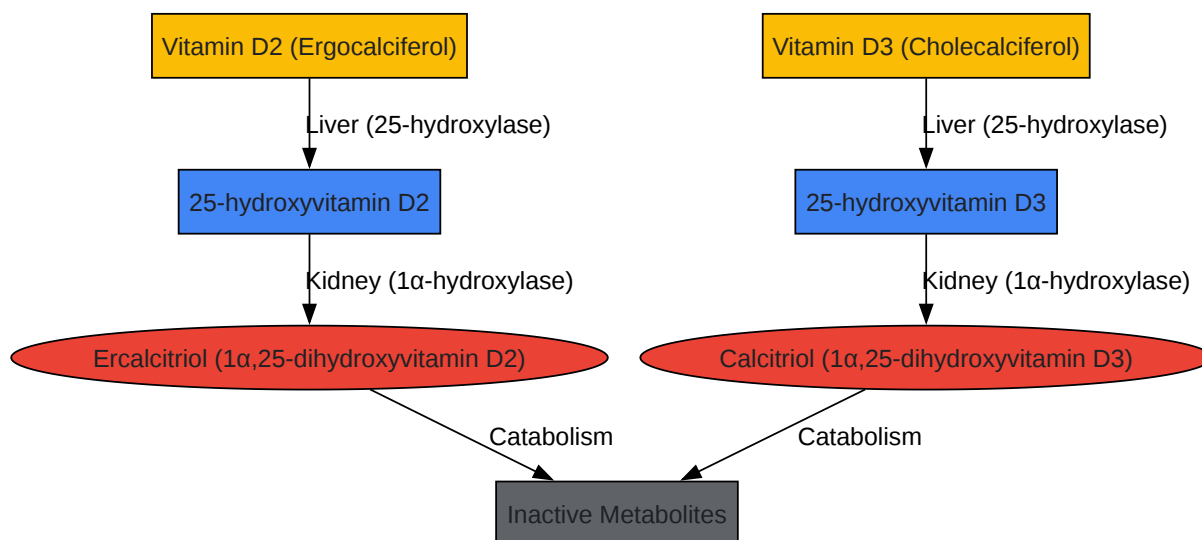 Vitamin D2 (Ergocalciferol)
Vitamin D3 (Cholecalciferol)
Liver (25-hydroxylase)
Liver (25-hydroxylase)
25-hydroxyvitamin D2
25-hydroxyvitamin D3
Kidney (1α-hydroxylase)
Kidney (1α-hydroxylase)
Ercalcitriol (1α,25-dihydroxyvitamin D2)
Calcitriol (1α,25-dihydroxyvitamin D3)
Catabolism
Catabolism
Inactive Metabolites